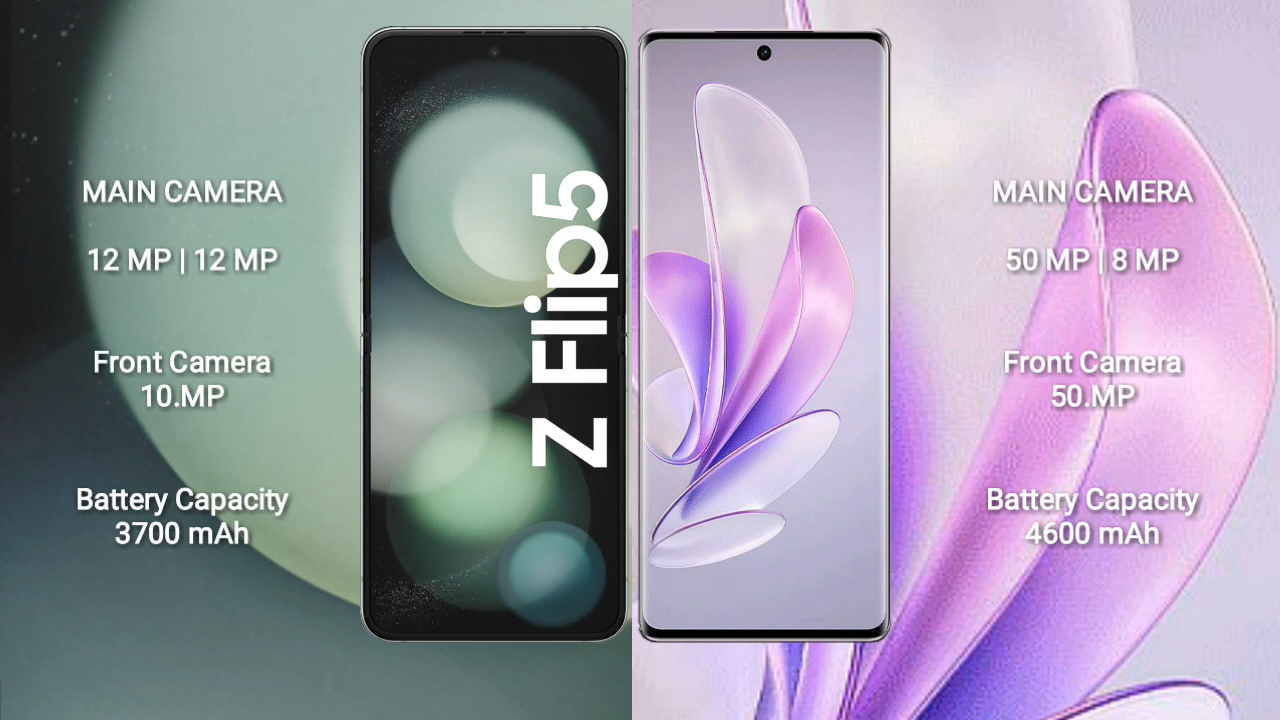 MAIN CAMERA
12 MP | 12 MP
Front Camera
10.MP
Battery Capacity
3700 mAh
Z Flip5
MAIN CAMERA
50 MP | 8 MP
Front Camera
50.MP
Battery Capacity
4600 mAh